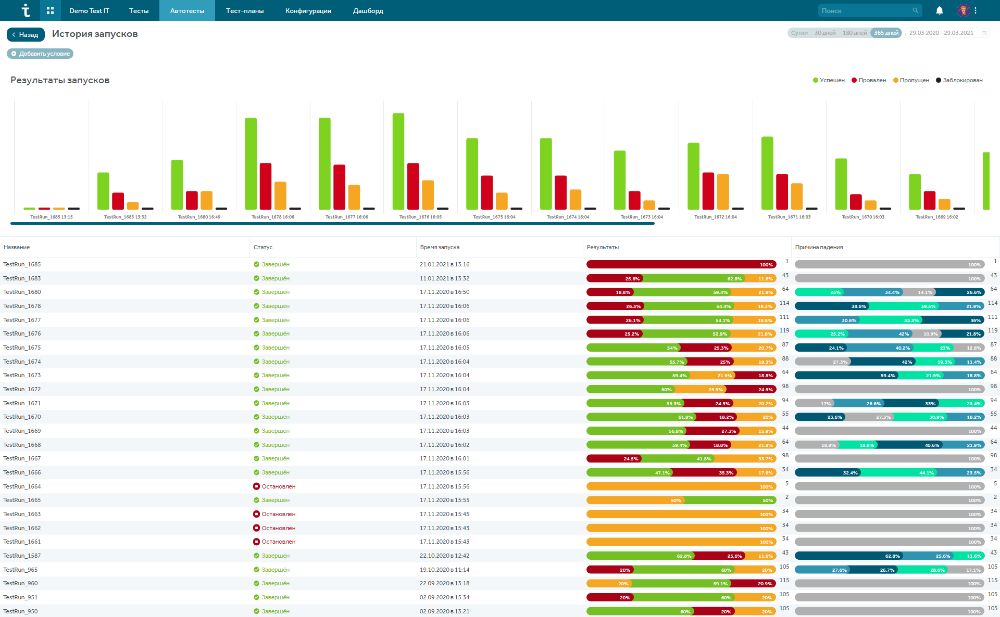 Demo Test IT Тесты Автотесты Тест-планы Конфигурации Дашборд Поиск
Назад История запусков Сутки 30 дней 180 дней 365 дней 29.03.2020 - 29.03.2021
Добавить условие
Результаты запусков Успешен Провален Пропущен Заблокирован
TestRun_1685 13:15 TestRun_1683 13:32 TestRun_1680 16:49 TestRun_1678 16:06 TestRun_1677 16:06 TestRun_1676 16:05 TestRun_1675 16:04 TestRun_1674 16:04 TestRun_1673 16:04 TestRun_1672 16:04 TestRun_1671 16:03 TestRun_1670 16:03 TestRun_1669 16:02
Название Статус Время запуска Результаты Причина падения
TestRun_1685 Завершён 21.01.2021 в 13:16 100% 1 100% 1
TestRun_1683 Завершён 11.01.2021 в 13:32 25.6% 62.8% 11.6% 43 100% 43
TestRun_1680 Завершён 17.11.2020 в 16:50 18.8% 59.4% 21.9% 64 25% 34.4% 14.1% 26.6% 64
TestRun_1678 Завершён 17.11.2020 в 16:06 26.3% 54.4% 19.3% 114 38.6% 39.5% 21.9% 114
TestRun_1677 Завершён 17.11.2020 в 16:06 26.1% 54.1% 19.8% 111 30.6% 33.3% 36% 111
TestRun_1676 Завершён 17.11.2020 в 16:06 25.2% 52.9% 21.8% 119 25.2% 42% 10.9% 21.8% 119
TestRun_1675 Завершён 17.11.2020 в 16:05 54% 25.3% 20.7% 87 24.1% 40.2% 23% 12.6% 87
TestRun_1674 Завершён 17.11.2020 в 16:04 55.7% 25% 19.3% 88 27.3% 42% 19.3% 11.4% 88
TestRun_1673 Завершён 17.11.2020 в 16:04 59.4% 21.9% 18.8% 64 59.4% 21.9% 18.8% 64
TestRun_1672 Завершён 17.11.2020 в 16:04 50% 25.5% 24.5% 98 100% 98
TestRun_1671 Завершён 17.11.2020 в 16:03 55.3% 24.5% 20.2% 94 17% 26.6% 33% 23.4% 94
TestRun_1670 Завершён 17.11.2020 в 16:03 61.8% 18.2% 20% 55 23.6% 27.3% 30.9% 18.2% 55
TestRun_1669 Завершён 17.11.2020 в 16:03 56.8% 27.3% 15.9% 44 100% 44
TestRun_1668 Завершён 17.11.2020 в 16:02 59.4% 18.8% 21.9% 64 18.8% 18.8% 40.6% 21.9% 64
TestRun_1667 Завершён 17.11.2020 в 16:01 24.5% 41.8% 33.7% 98 100% 98
TestRun_1666 Завершён 17.11.2020 в 15:56 47.1% 35.3% 17.6% 34 32.4% 44.1% 23.5% 34
TestRun_1664 Остановлен 17.11.2020 в 15:56 100% 5 100% 5
TestRun_1665 Завершён 17.11.2020 в 15:55 50% 50% 2 100% 2
TestRun_1663 Остановлен 17.11.2020 в 15:45 100% 34 100% 34
TestRun_1662 Остановлен 17.11.2020 в 15:43 100% 34 100% 34
TestRun_1661 Остановлен 17.11.2020 в 15:43 100% 34 100% 34
TestRun_1587 Завершён 22.10.2020 в 12:42 62.8% 25.6% 11.6% 43 62.8% 25.6% 11.6% 43
TestRun_965 Завершён 19.10.2020 в 11:14 20% 60% 20% 105 27.6% 26.7% 28.6% 17.1% 105
TestRun_960 Завершён 22.09.2020 в 13:18 20% 59.1% 20.9% 115 100% 115
TestRun_951 Завершён 02.09.2020 в 15:34 20% 60% 20% 105 100% 105
TestRun_950 Завершён 02.09.2020 в 13:21 60% 20% 20% 105 100% 105